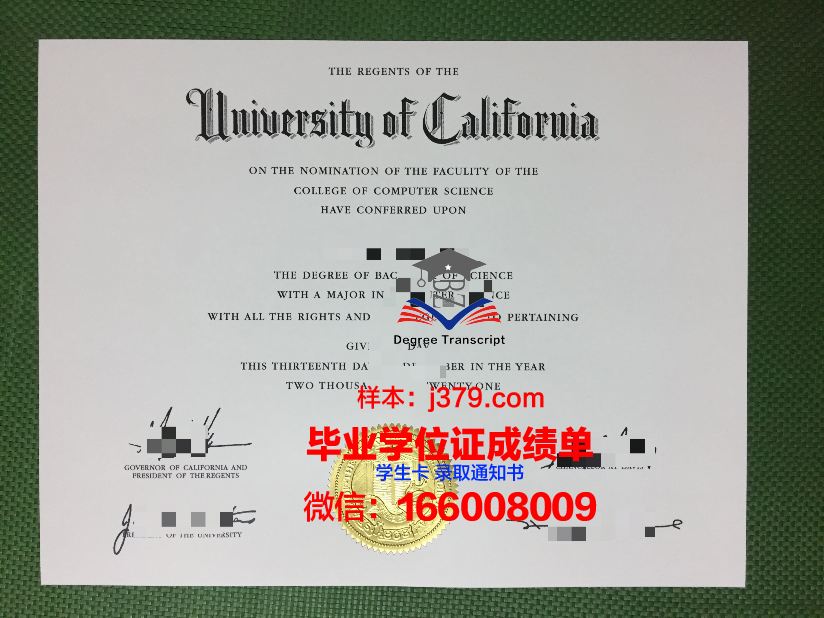 THE REGENTS OF THE
University of California
ON THE NOMINATION OF THE FACULITY OF THE
COLLEGE OF COMPUTER SCIENCE
HAVE CONFERRED UPON
THE DEGREE OF OF
WITH A MAJOR IN
WITH ALL THE RIGHTS AND PERTAINING
Degree Transcript
THIS THIRTEENTH IN THE YEAR
TWO
样本：j379.com
毕业学位证成绩单
学生卡 录取通知书
微信：166008009
GOVERNOR OF CALIFORNIA AND
PRESIDENT OF THE REGENTS
OF THE UNIVERSITY